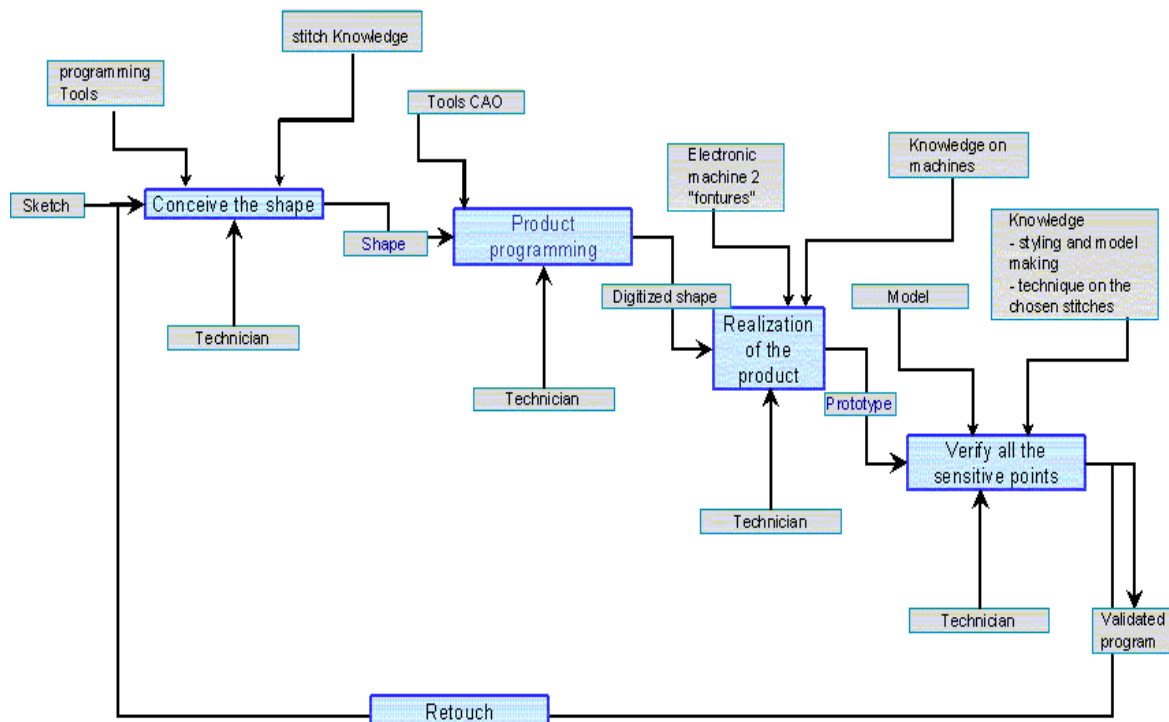 stitch Knowledge
programming
Tools
Tools CAO
Electronic
machine 2
"fontures"
Knowledge on
machines
Sketch
Conceive the shape
Shape
Product
programming
Knowledge
- styling and model
making
- technique on the
chosen stitches
Technician
Digitized shape
Model
Realization
of the
product
Technician
Prototype
Verify all the
sensitive points
Technician
Technician
Validated
program
Retouch